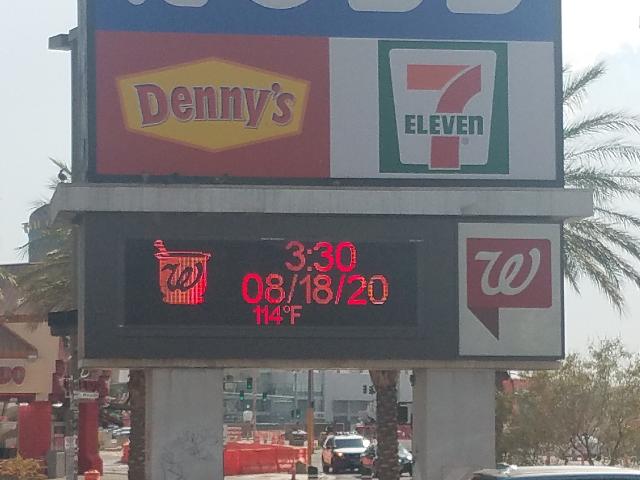 Denny's
7
ELEVEN
3:30
W
08/18/20
W
114°F